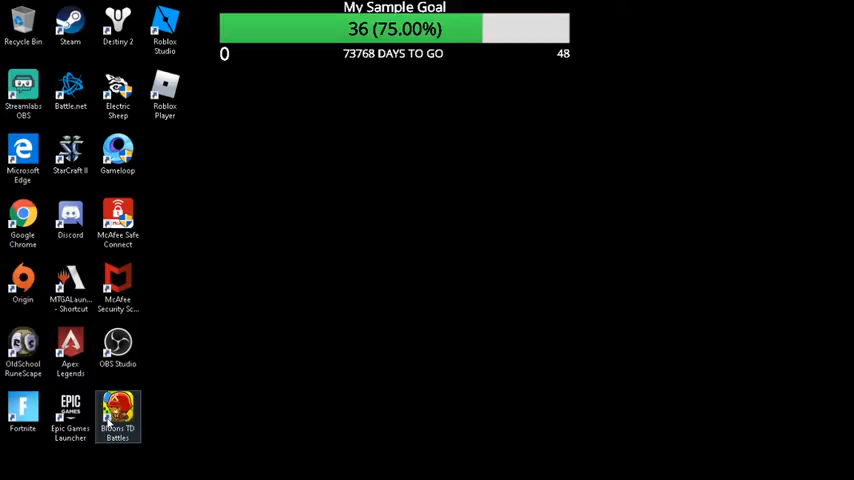 My Sample Goal
36 (75.00%)
0
73768 DAYS TO GO
48
Recycle Bin
Steam
Destiny 2
Roblox
Studio
Streamlabs
OBS
Battle.net
Electric
Sheep
Roblox
Player
Microsoft
Edge
StarCraft II
Gameloop
Google
Chrome
Discord
McAfee Safe
Connect
Origin
MTGALaun...
- Shortcut
McAfee
Security Sc...
OldSchool
RuneScape
Apex
Legends
OBS Studio
F
Fortnite
EPIC
GAMES
Epic Games
Launcher
Bloons TD
Battles